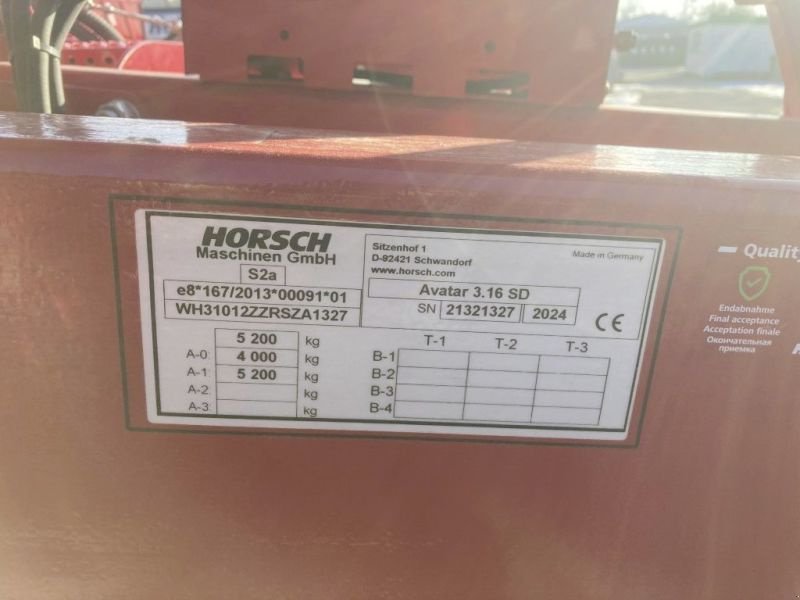 HORSCH
Maschinen GmbH
S2a
e8*167/2013*00091*01
WH31012ZZRSZA1327
Sitzenhof 1
D-92421 Schwandorf
www.horsch.com
Made in Germany
Avatar 3.16 SD
SN 21321327 2024
CE
5 200 kg
A-0: 4 000 kg
A-1: 5 200 kg
A-2: kg
A-3: kg
T-1 T-2 T-3
B-1
B-2
B-3
B-4
Quality
Endabnahme
Final acceptance
Acceptation finale
Окончательная
приемка